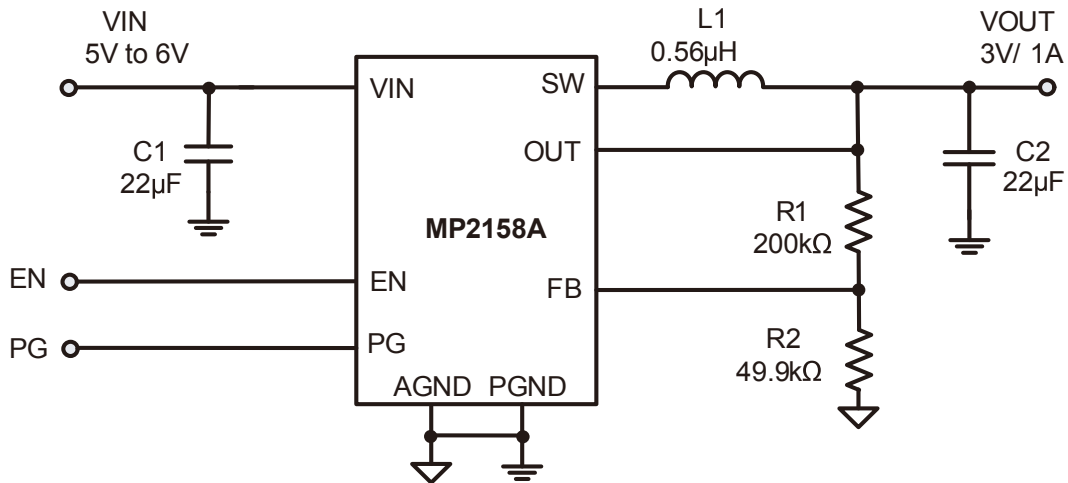 VIN
5V to 6V
L1
0.56µH
VOUT
3V/ 1A
VIN
SW
C1
22µF
OUT
C2
22µF
MP2158A
R1
200kΩ
EN
EN
FB
PG
PG
R2
49.9kΩ
AGND PGND